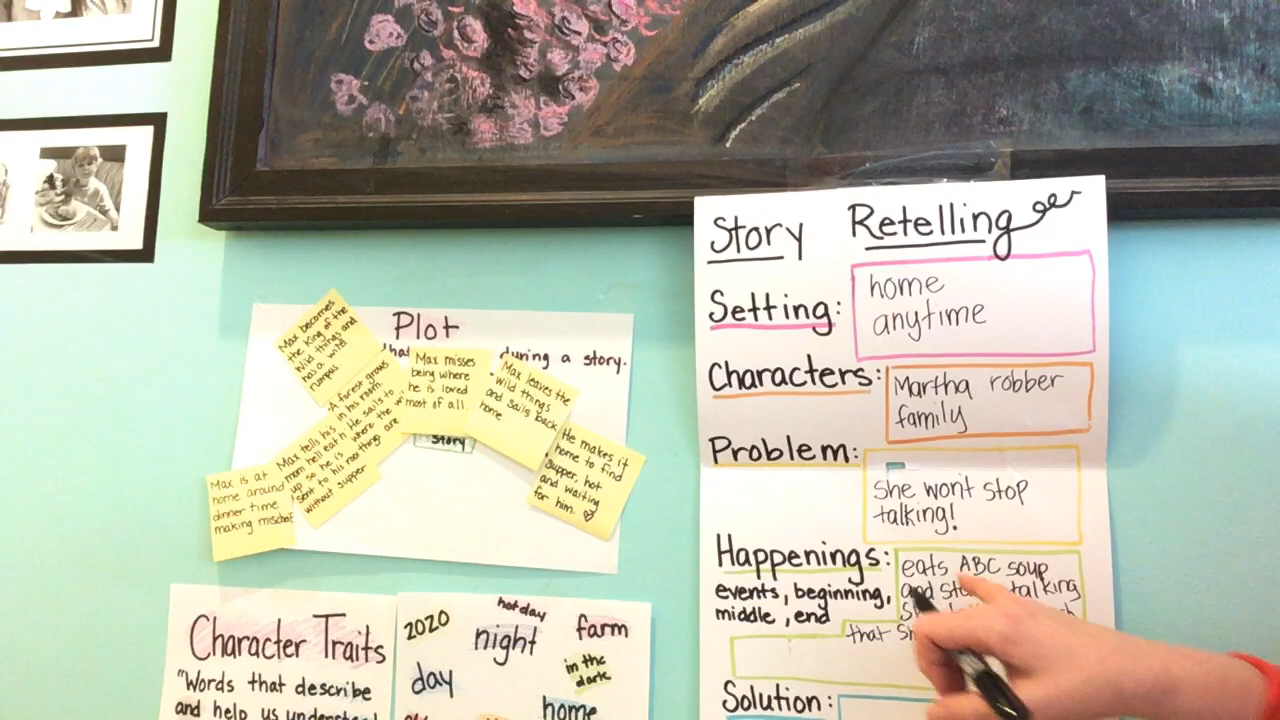 Story Retelling
Setting:
home
anytime
Characters:
Martha robber
family
Problem:
She wont stop
talking!
Happenings:
events, beginning,
middle, end
eats ABC soup
and talking
that
Solution:
Plot
during a story.
Story
Max is at
home around
dinner time
making mischief
Max tells his
mom he'll eat
up so he is
sent to his
without supper
A forest grows
in his room
He sails to
where the
wild things are
Max becomes
the king of the
wild things and
has a wild
rumpus
Max misses
being where
he is loved
most of all.
Max leaves the
wild things
and sails back
home
He makes it
home to find
supper, hot
and waiting
for him.
Character Traits
"Words that describe
and help us understand
2020
hot day
night
farm
day
in the
dark
home